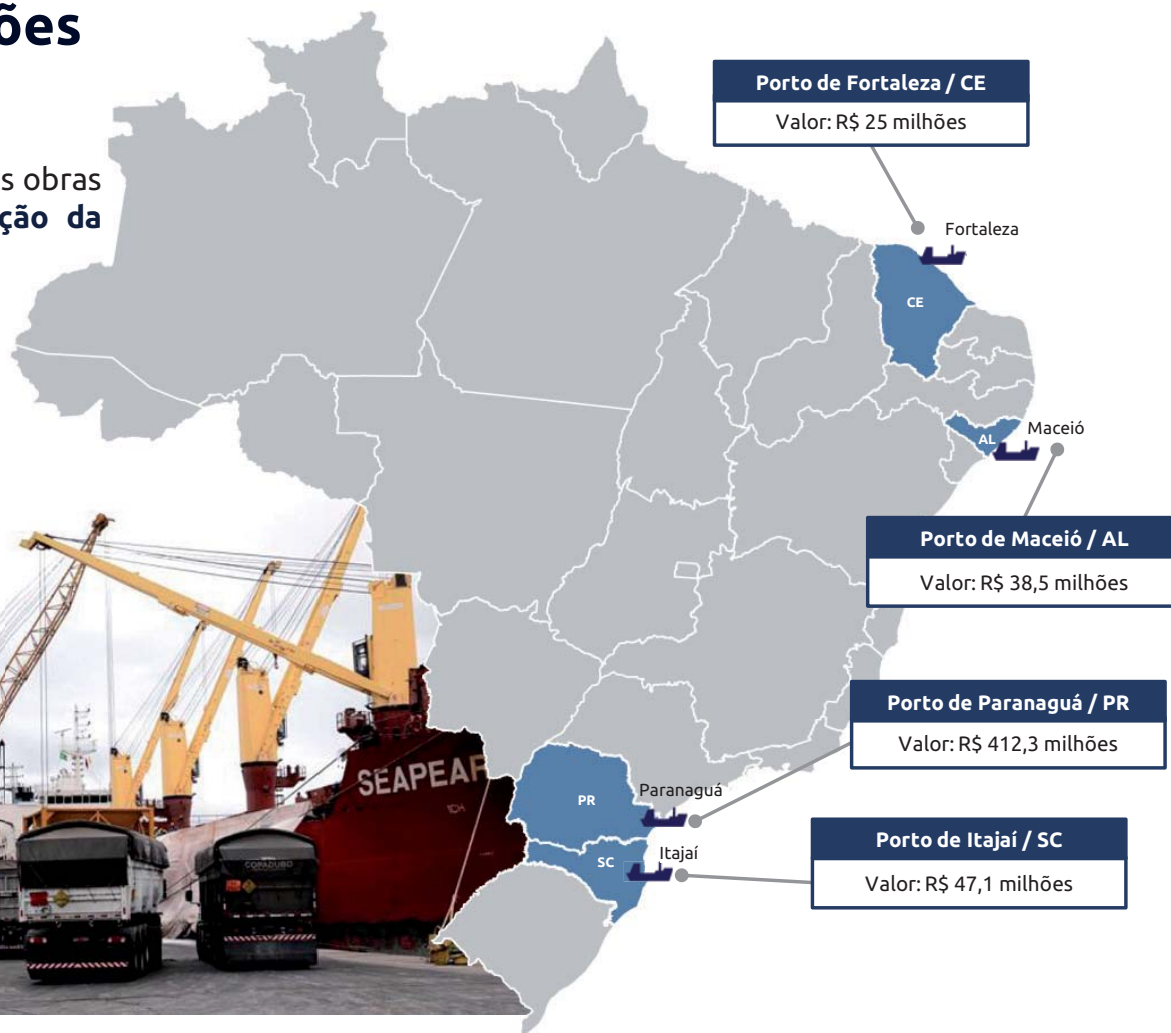 ões
s obras
ção da
Porto de Fortaleza / CE
Valor: R$ 25 milhões
Fortaleza
CE
Maceió
AL
Porto de Maceió / AL
Valor: R$ 38,5 milhões
Porto de Paranaguá / PR
Valor: R$ 412,3 milhões
Paranaguá
PR
Porto de Itajaí / SC
Valor: R$ 47,1 milhões
Itajaí
SC
SEAPEAR
COPADUBO